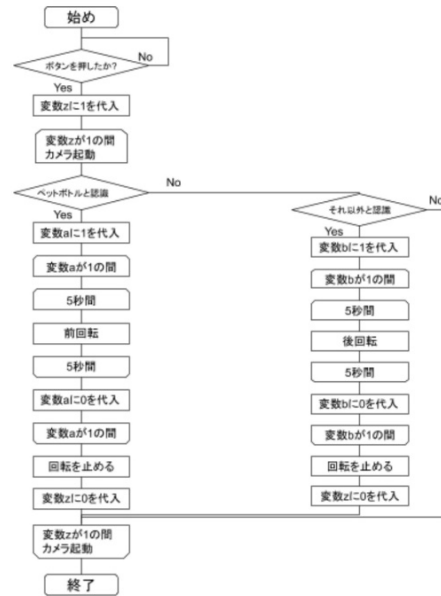 始め
No
ボタンを押したか?
Yes
変数zに1を代入
変数zが1の間
カメラ起動
ペットボトルと認識
No
Yes
変数aに1を代入
変数aが1の間
5秒間
前回転
5秒間
変数aに0を代入
変数aが1の間
回転を止める
変数zに0を代入
それ以外と認識
No
Yes
変数bに1を代入
変数bが1の間
5秒間
後回転
5秒間
変数bに0を代入
変数bが1の間
回転を止める
変数zに0を代入
変数zが1の間
カメラ起動
終了